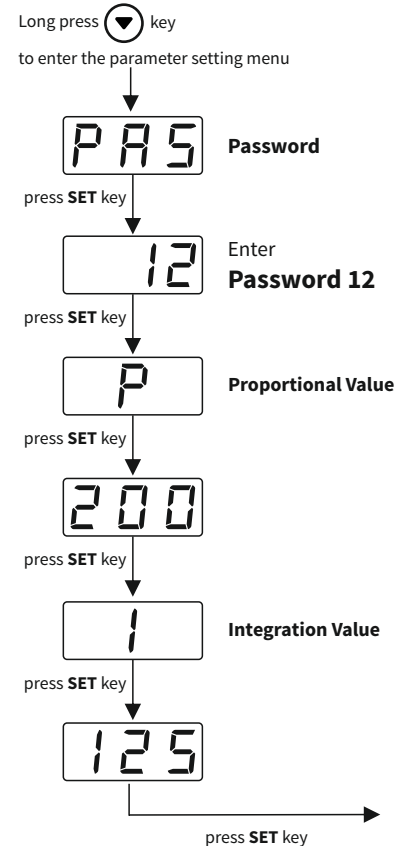 Long press key
to enter the parameter setting menu
PAS
Password
press SET key
12
Enter
Password 12
press SET key
P
Proportional Value
press SET key
200
press SET key
I
Integration Value
press SET key
125
press SET key